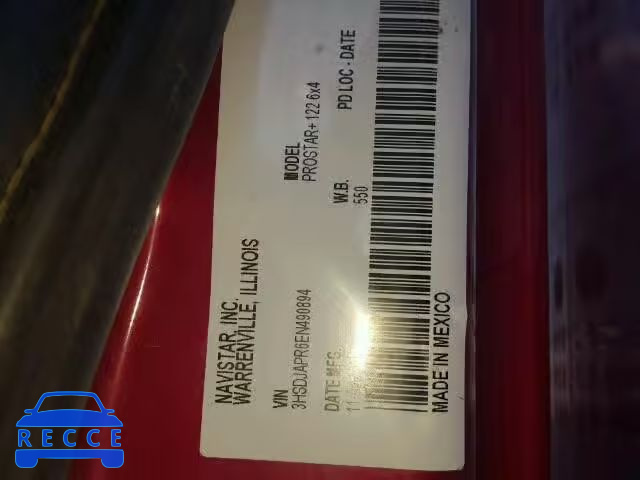 NAVISTAR, INC.
WARRENVILLE, ILLINOIS
VIN
3HSDJAPR6EN490894
MODEL
PROSTAR+ 122 6x4
DATE MFG.
11
W.B.
550
PD LOC - DATE
MADE IN MEXICO
RECCE